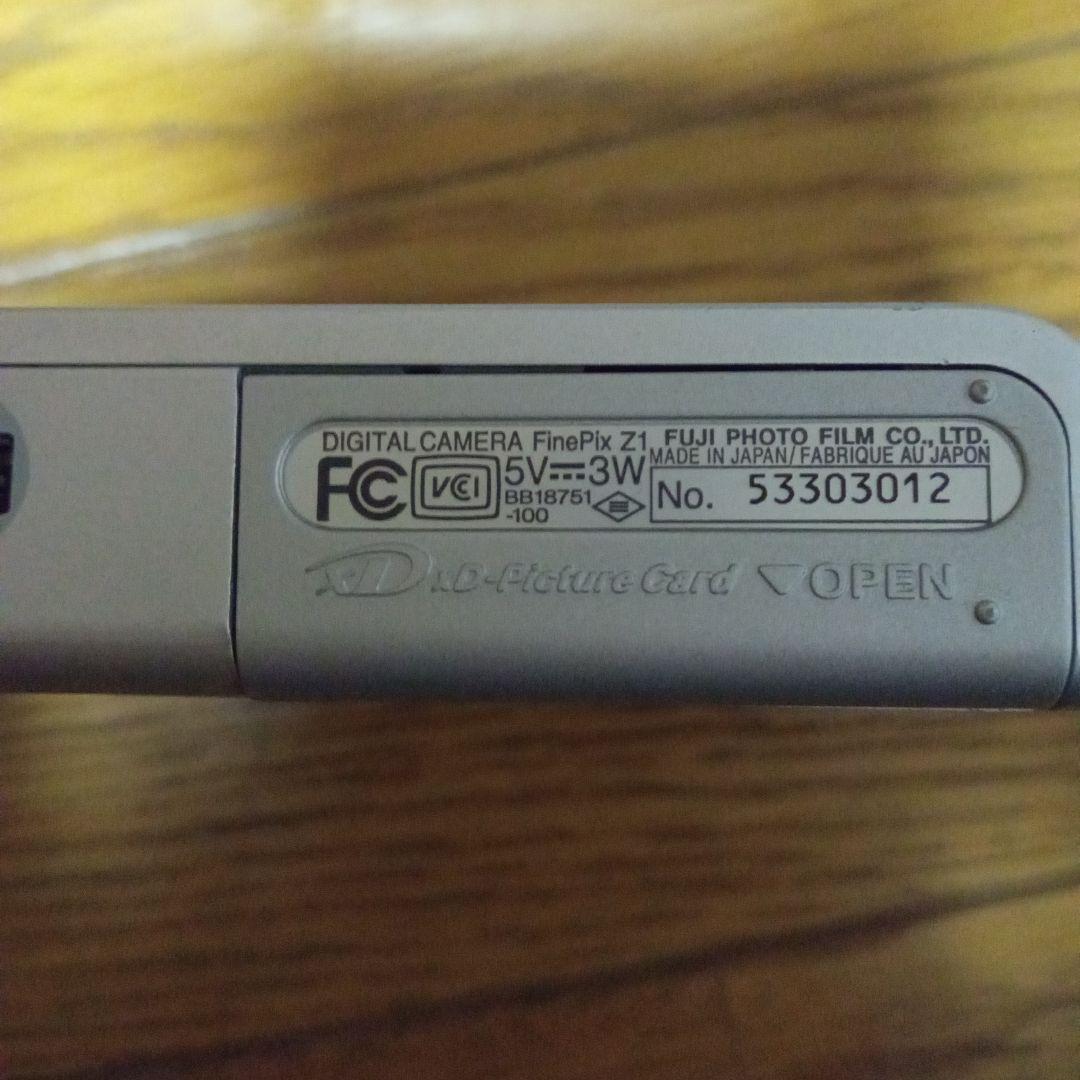 DIGITAL CAMERA FinePix Z1 FUJI PHOTO FILM CO., LTD.
MADE IN JAPAN/FABRIQUE AU JAPON
FC VCI 5V 3W
BB18751
-100
No. 53303012
xD xD-Picture Card ▽OPEN